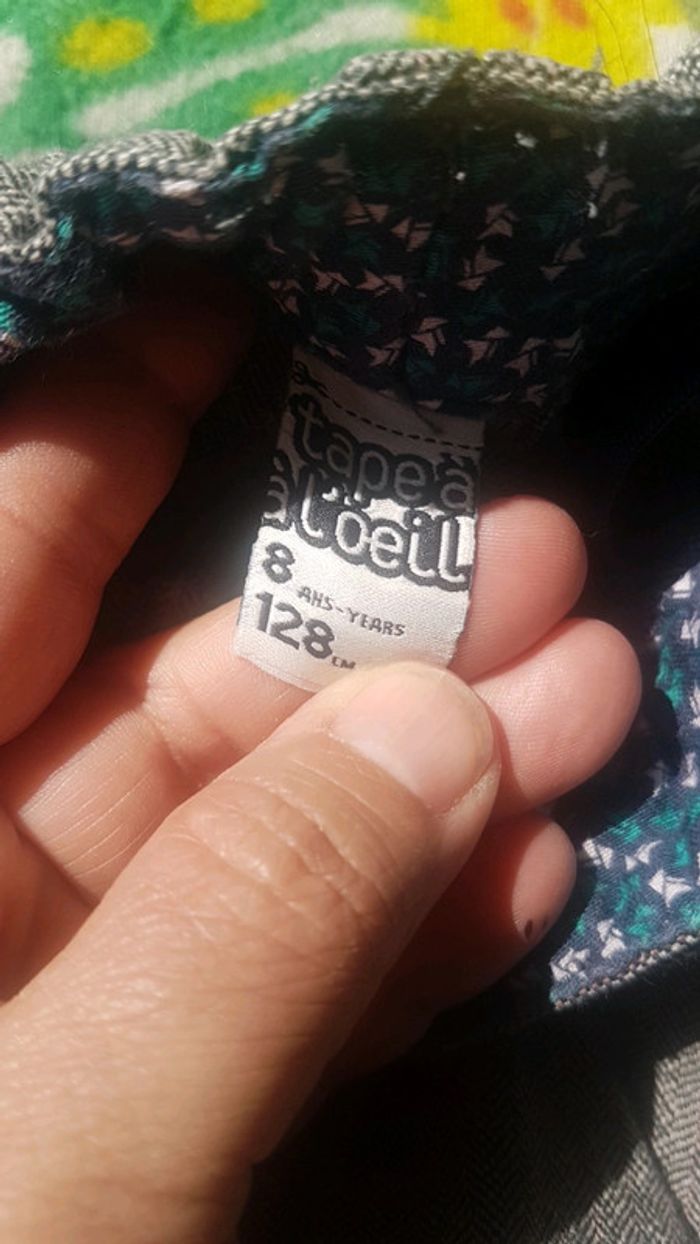 tape à
à l'oeil
8 ANS-YEARS
128 CM